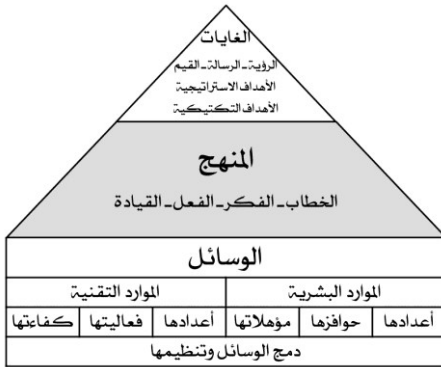 الغايات
الرؤية-الرسالة-القيم
الأهداف الاستراتيجية
الأهداف التكتيكية
المنهج
الخطاب-الفكر-الفعل-القيادة
الوسائل
الموارد البشرية الموارد التقنية
أعدادها حوافزها مؤهلاتها أعدادها فعاليتها كفاءتها
دمج الوسائل وتنظيمها